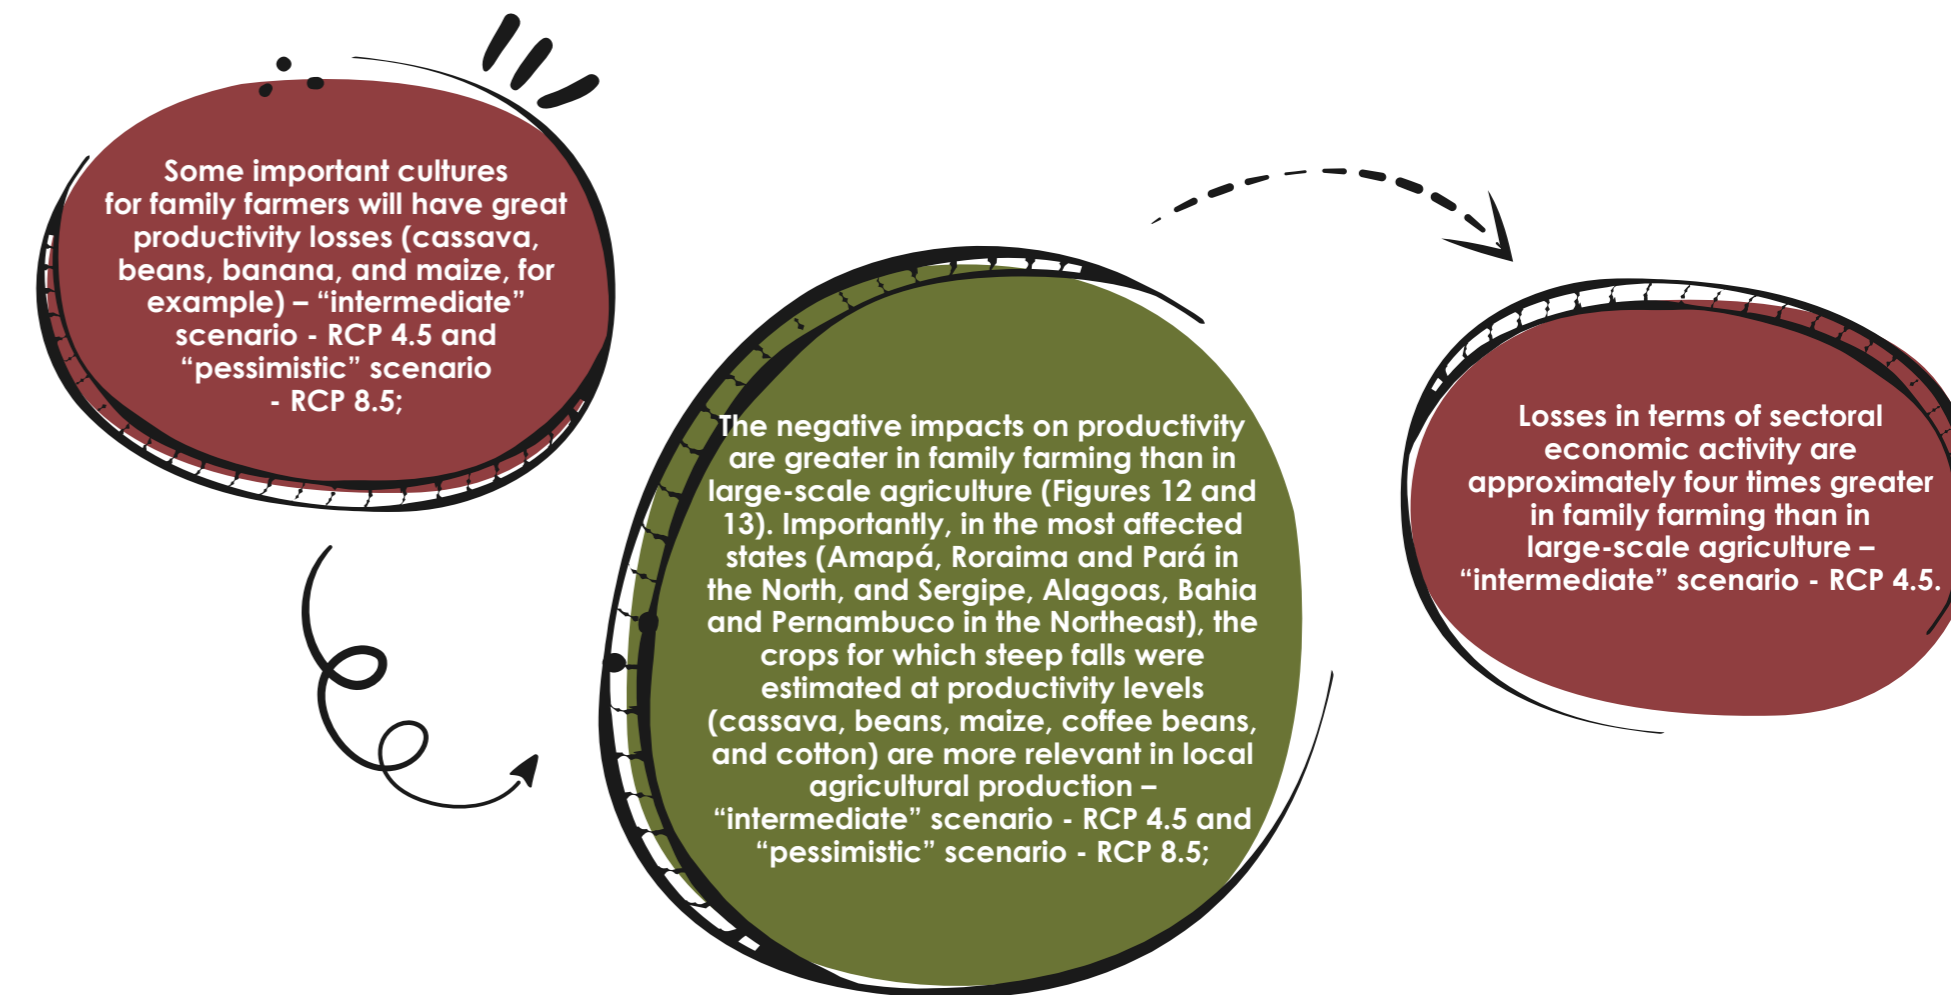 Some important cultures
for family farmers will have great
productivity losses (cassava,
beans, banana, and maize, for
example) – “intermediate”
scenario - RCP 4.5 and
“pessimistic” scenario
- RCP 8.5;
The negative impacts on productivity
are greater in family farming than in
large-scale agriculture (Figures 12 and
13). Importantly, in the most affected
states (Amapá, Roraima and Pará in
the North, and Sergipe, Alagoas, Bahia
and Pernambuco in the Northeast), the
crops for which steep falls were
estimated at productivity levels
(cassava, beans, maize, coffee beans,
and cotton) are more relevant in local
agricultural production –
“intermediate” scenario - RCP 4.5 and
“pessimistic” scenario - RCP 8.5;
Losses in terms of sectoral
economic activity are
approximately four times greater
in family farming than in
large-scale agriculture –
“intermediate” scenario - RCP 4.5.